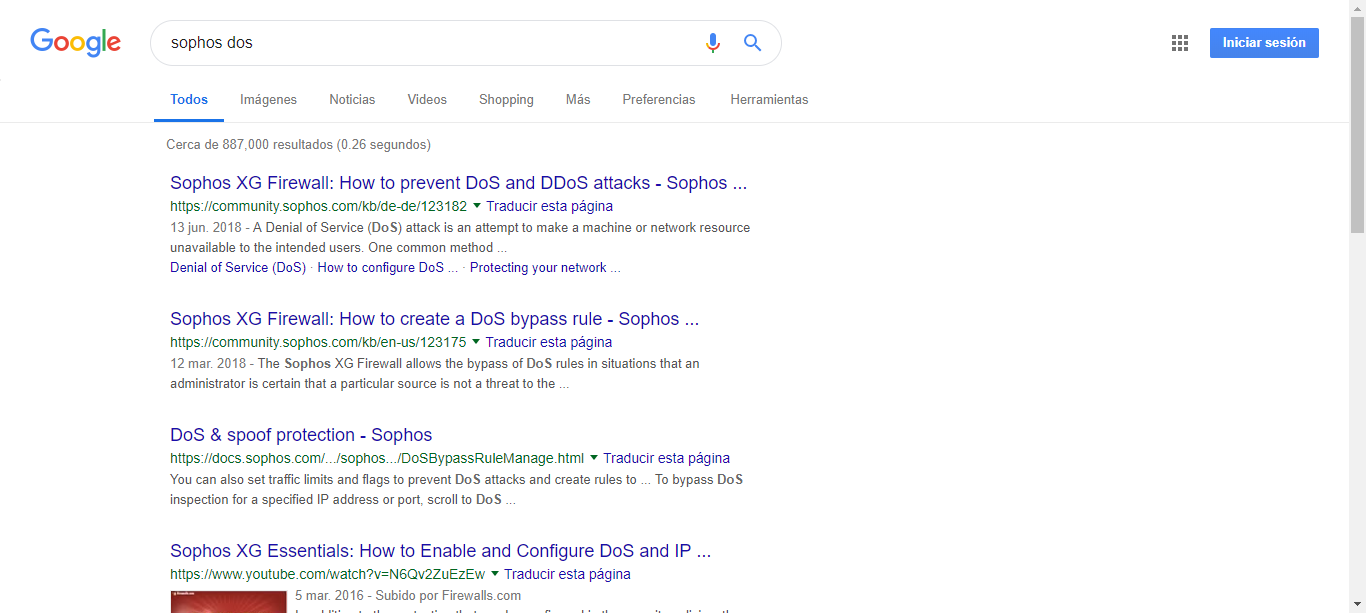 Google
sophos dos
Iniciar sesión
Todos Imágenes Noticias Videos Shopping Más Preferencias Herramientas
Cerca de 887,000 resultados (0.26 segundos)
Sophos XG Firewall: How to prevent DoS and DDoS attacks - Sophos ...
https://community.sophos.com/kb/de-de/123182 Traducir esta página
13 jun. 2018 - A Denial of Service (DoS) attack is an attempt to make a machine or network resource
unavailable to the intended users. One common method ...
Denial of Service (DoS) · How to configure DoS ... · Protecting your network ...
Sophos XG Firewall: How to create a DoS bypass rule - Sophos ...
https://community.sophos.com/kb/en-us/123175 Traducir esta página
12 mar. 2018 - The Sophos XG Firewall allows the bypass of DoS rules in situations that an
administrator is certain that a particular source is not a threat to the ...
DoS & spoof protection - Sophos
https://docs.sophos.com/.../sophos.../DoSBypassRuleManage.html Traducir esta página
You can also set traffic limits and flags to prevent DoS attacks and create rules to ... To bypass DoS
inspection for a specified IP address or port, scroll to DoS ...
Sophos XG Essentials: How to Enable and Configure DoS and IP ...
https://www.youtube.com/watch?v=N6Qv2ZuEzEw Traducir esta página
5 mar. 2016 - Subido por Firewalls.com